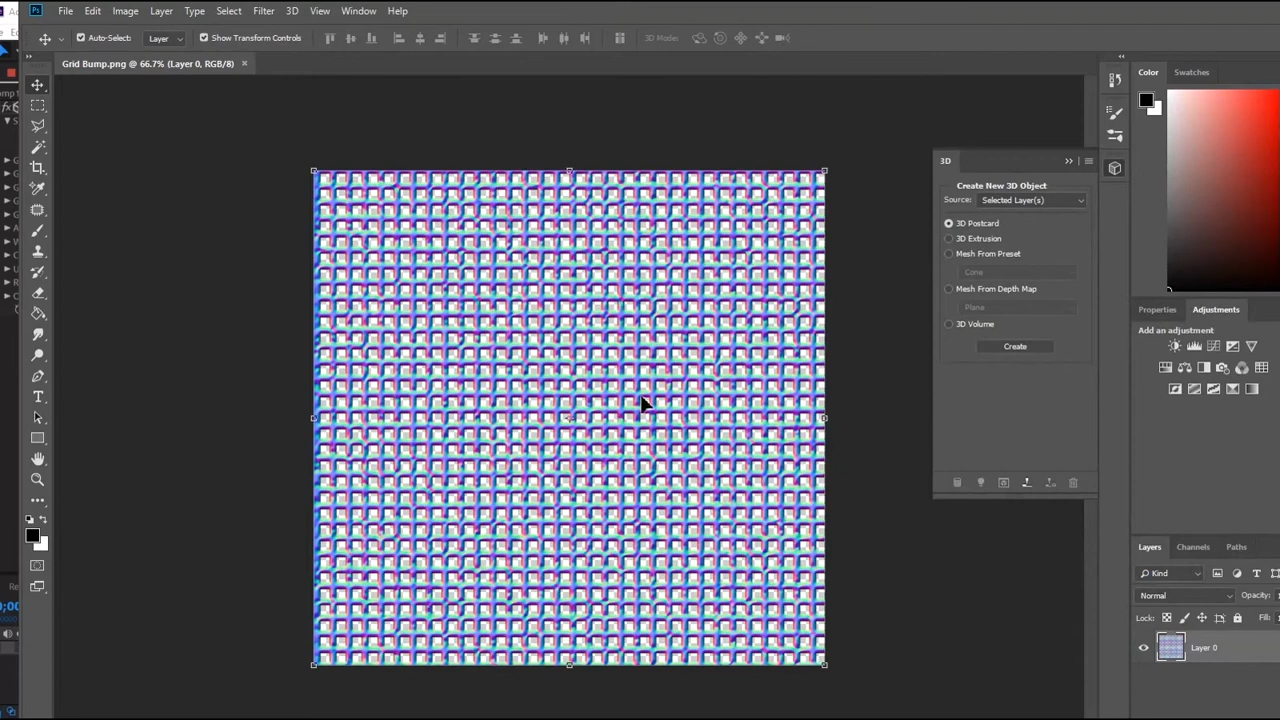 Ps File Edit Image Layer Type Select Filter 3D View Window Help
Auto-Select: Layer Show Transform Controls 3D Mode:
Grid Bump.png @ 66.7% (Layer 0, RGB/8) ×
Color Swatches
3D
Create New 3D Object
Source: Selected Layer(s)
3D Postcard
3D Extrusion
Mesh From Preset
Cone
Mesh From Depth Map
Plane
3D Volume
Create
Properties Adjustments
Add an adjustment
Layers Channels Paths
Kind
Normal Opacity:
Lock: Fill:
Layer 0